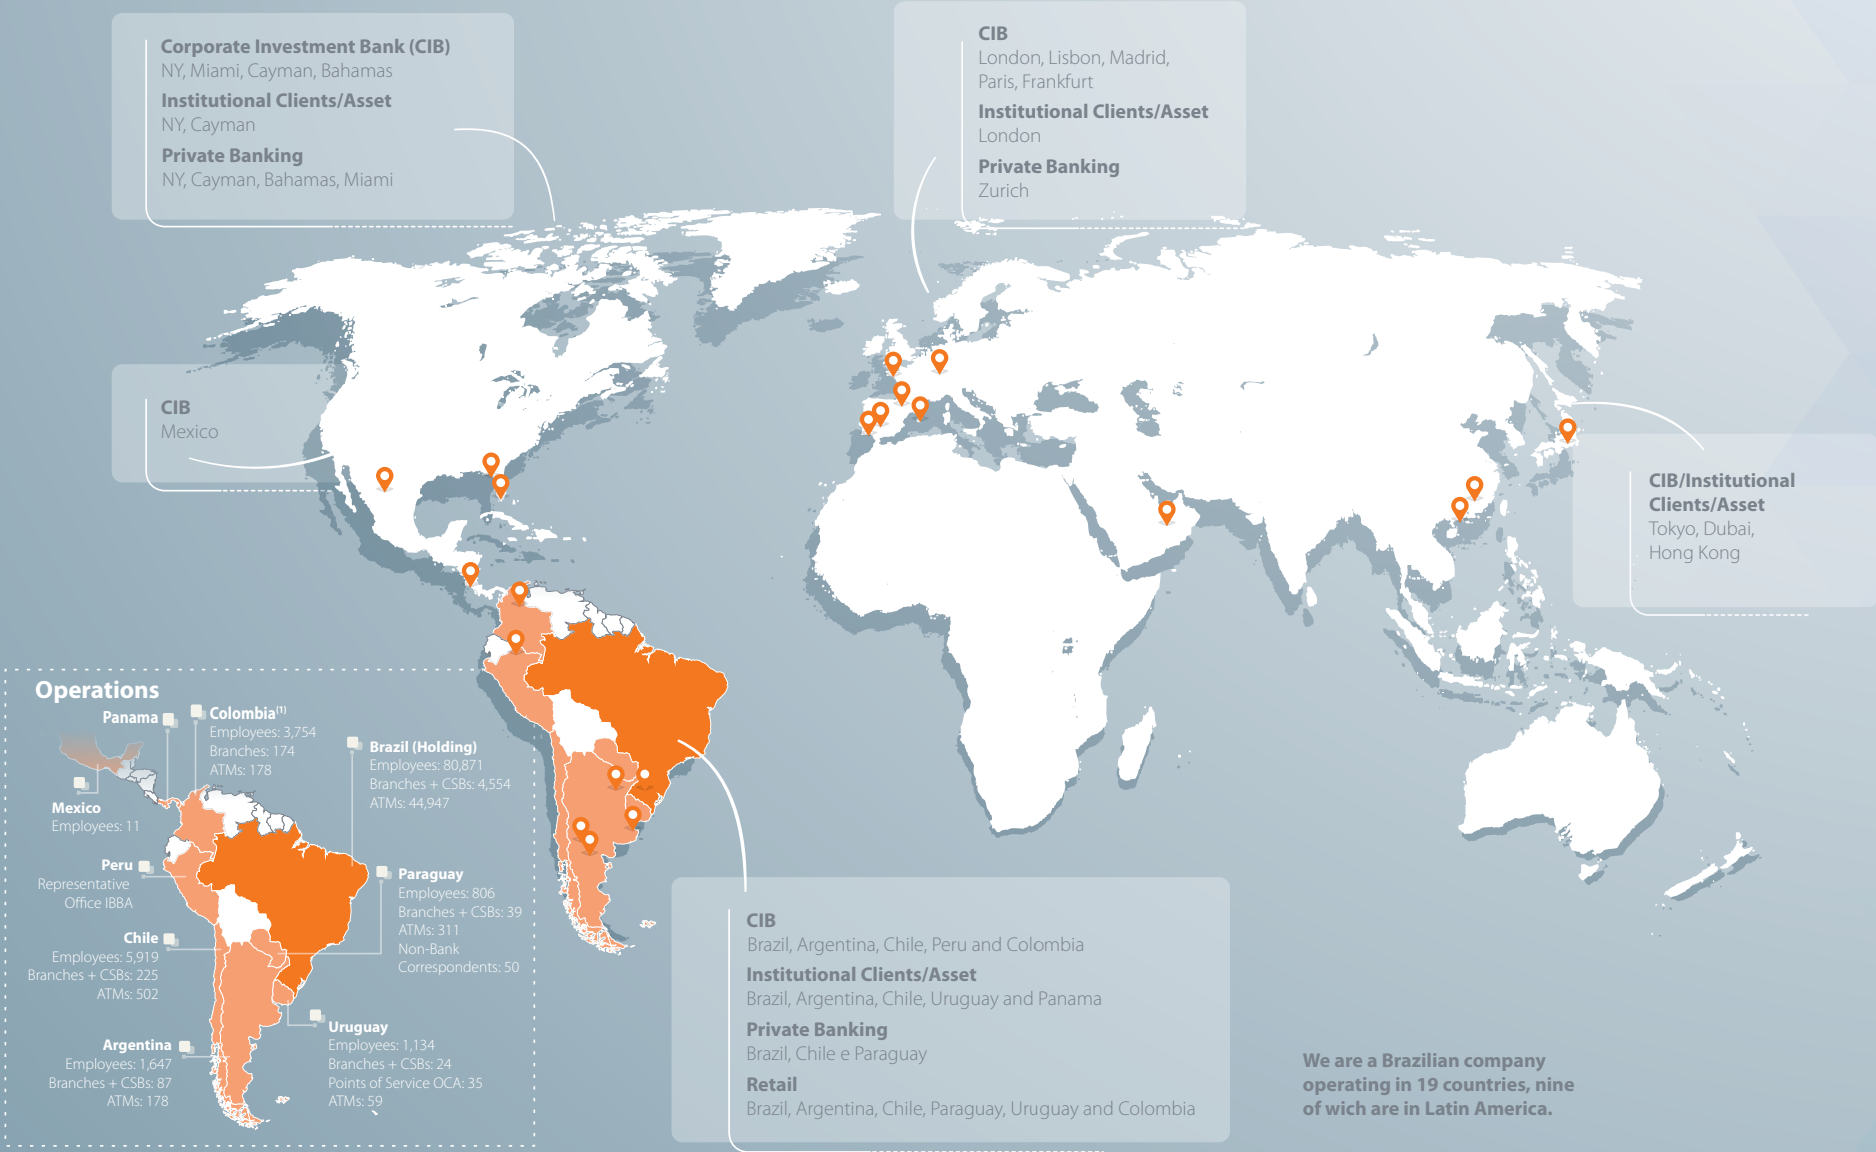 Corporate Investment Bank (CIB)
NY, Miami, Cayman, Bahamas
Institutional Clients/Asset
NY, Cayman
Private Banking
NY, Cayman, Bahamas, Miami
CIB
London, Lisbon, Madrid,
Paris, Frankfurt
Institutional Clients/Asset
London
Private Banking
Zurich
CIB
Mexico
CIB/Institutional
Clients/Asset
Tokyo, Dubai,
Hong Kong
Operations
Panama
Colombia(1)
Employees: 3,754
Branches: 174
ATMs: 178
Brazil (Holding)
Employees: 80,871
Branches + CSBs: 4,554
ATMs: 44,947
Mexico
Employees: 11
Peru
Representative
Office IBBA
Paraguay
Employees: 806
Branches + CSBs: 39
ATMs: 311
Non-Bank
Correspondents: 50
Chile
Employees: 5,919
Branches + CSBs: 225
ATMs: 502
Uruguay
Employees: 1,134
Branches + CSBs: 24
Points of Service OCA: 35
ATMs: 59
Argentina
Employees: 1,647
Branches + CSBs: 87
ATMs: 178
CIB
Brazil, Argentina, Chile, Peru and Colombia
Institutional Clients/Asset
Brazil, Argentina, Chile, Uruguay and Panama
Private Banking
Brazil, Chile e Paraguay
Retail
Brazil, Argentina, Chile, Paraguay, Uruguay and Colombia
We are a Brazilian company
operating in 19 countries, nine
of wich are in Latin America.